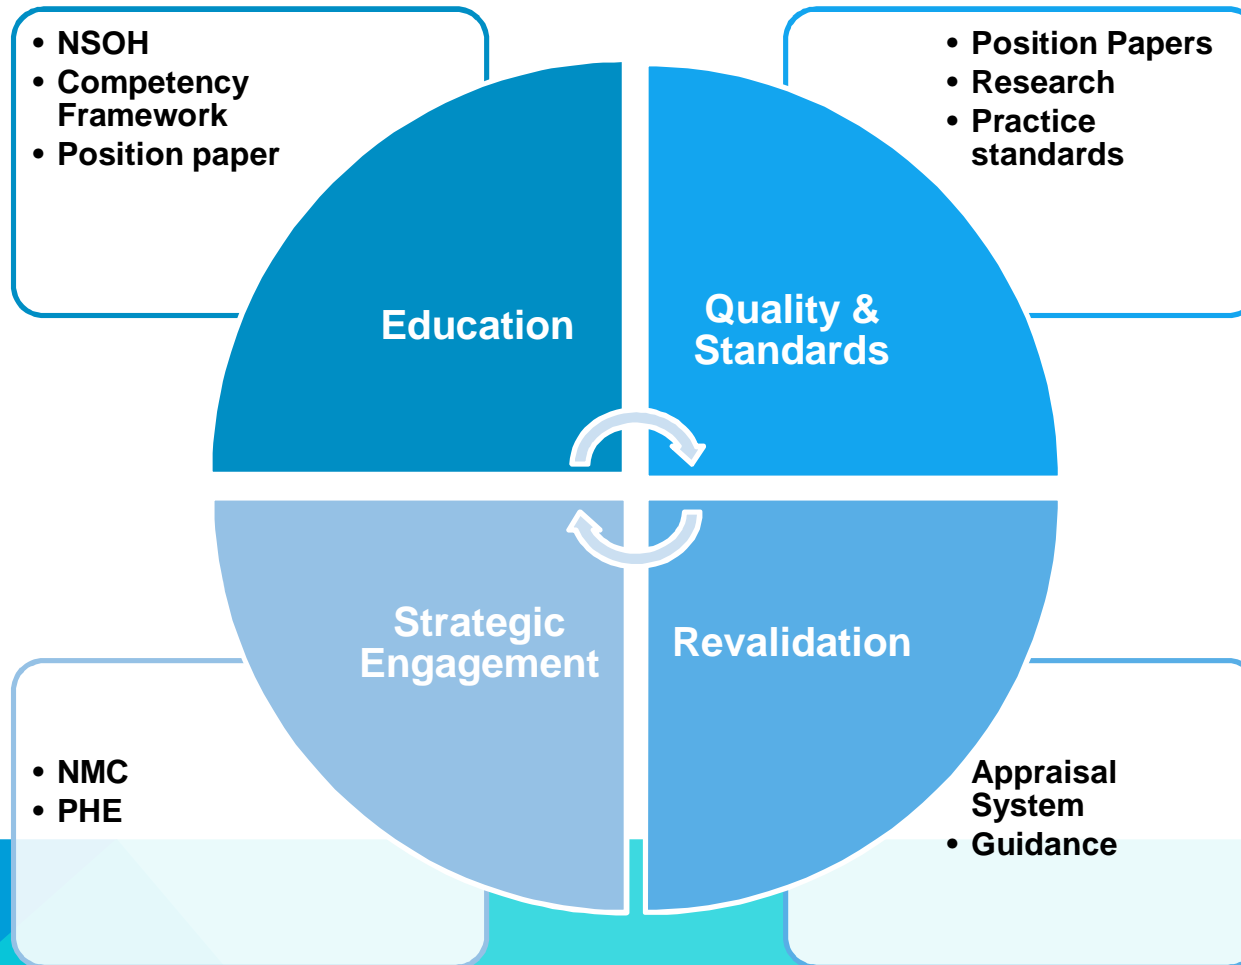 • NSOH
• Competency
Framework
• Position paper
• Position Papers
• Research
• Practice
standards
Education
Quality &
Standards
Strategic
Engagement
Revalidation
• NMC
• PHE
Appraisal
System
• Guidance